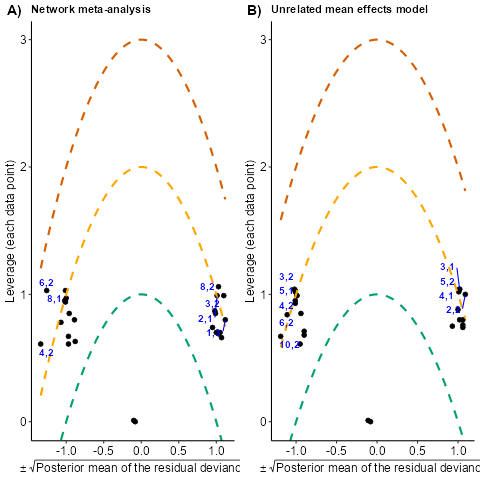 A) Network meta-analysis
3
2
1
0
Leverage (each data point)
6,2
8,1
4,2
8,2
3,2
2,1
-1.0 -0.5 0.0 0.5 1.0
± √Posterior mean of the residual devianc
B) Unrelated mean effects model
3
2
1
0
Leverage (each data point)
3,2
5,1
4,2
6,2
10,2
3,1
5,2
4,1
-1.0 -0.5 0.0 0.5 1.0
± √Posterior mean of the residual devianc